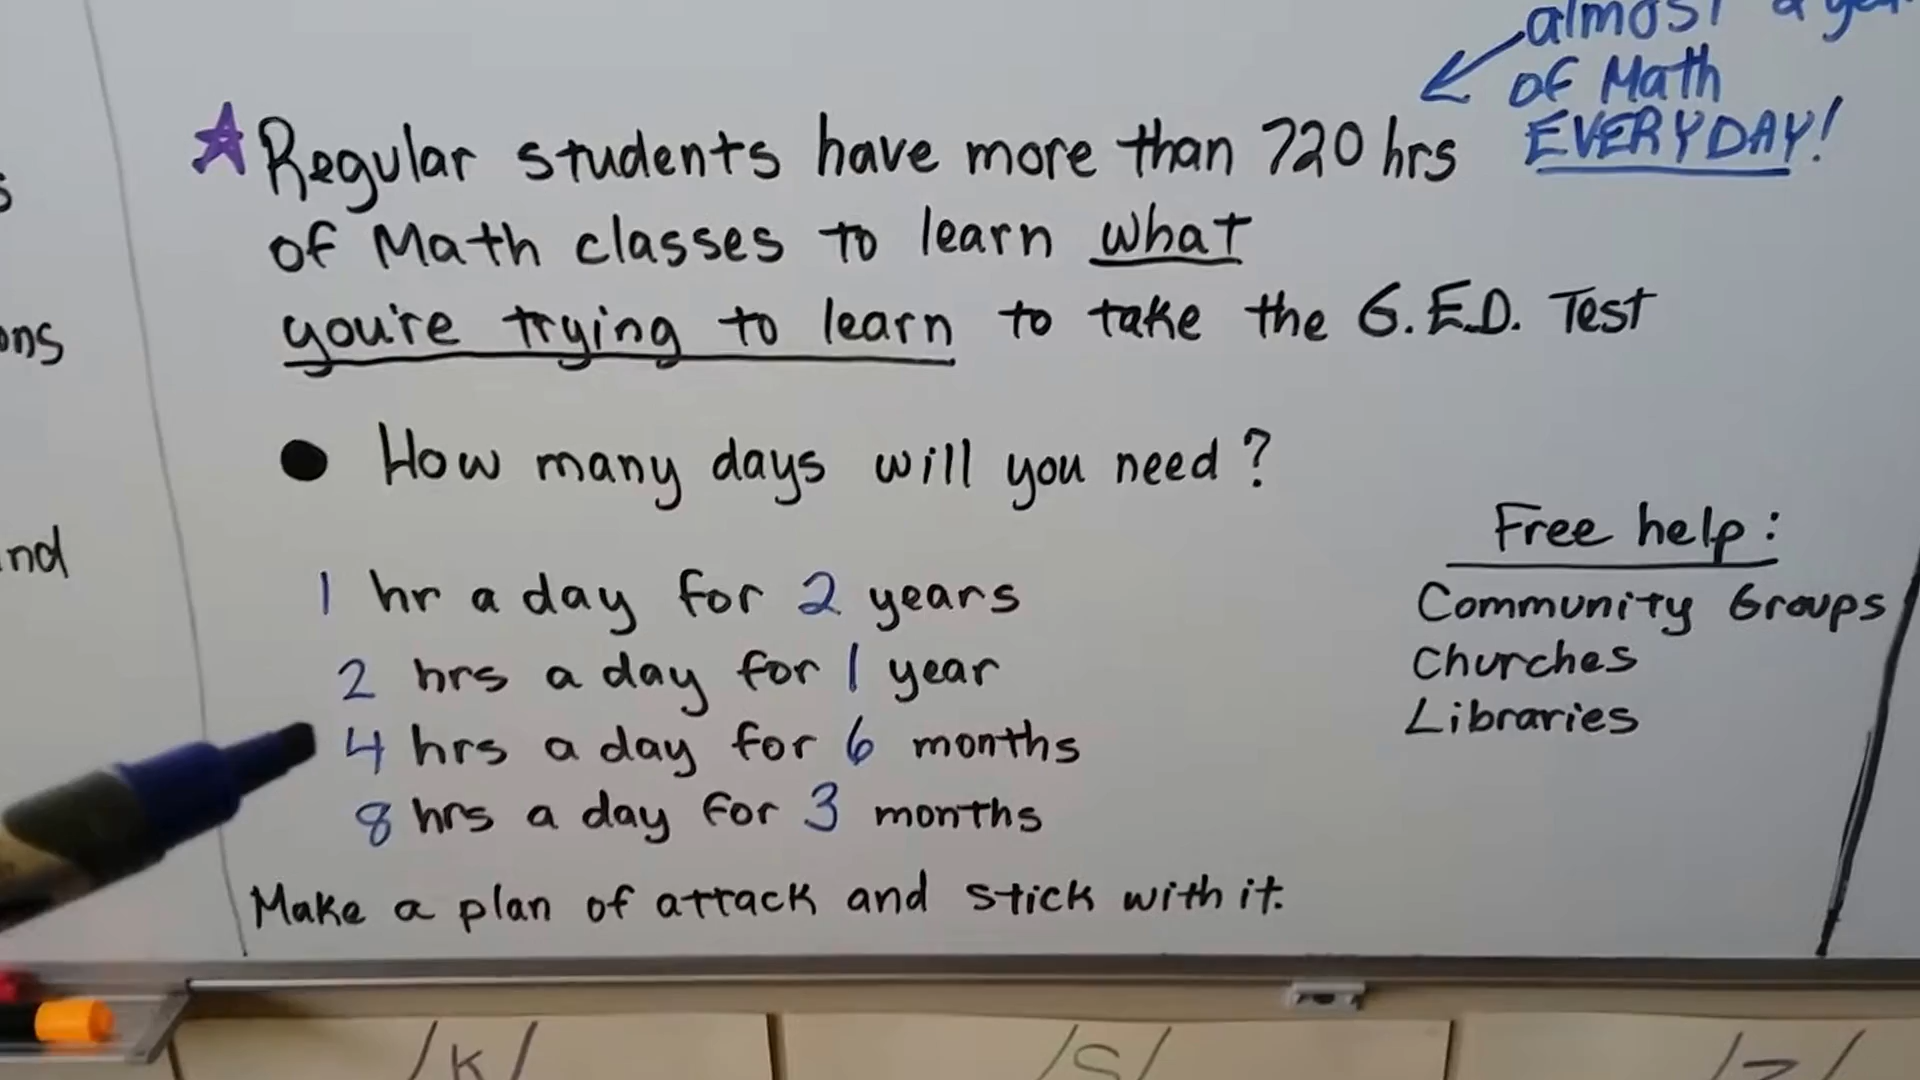 almost a
of Math
EVERYDAY!
Regular students have more than 720 hrs
of Math classes to learn what
you're trying to learn to take the G.E.D. Test
How many days will you need?
1 hr a day for 2 years
2 hrs a day for 1 year
4 hrs a day for 6 months
8 hrs a day for 3 months
Make a plan of attack and stick with it.
Free help:
Community Groups
Churches
Libraries
/k/
/s/
/z/